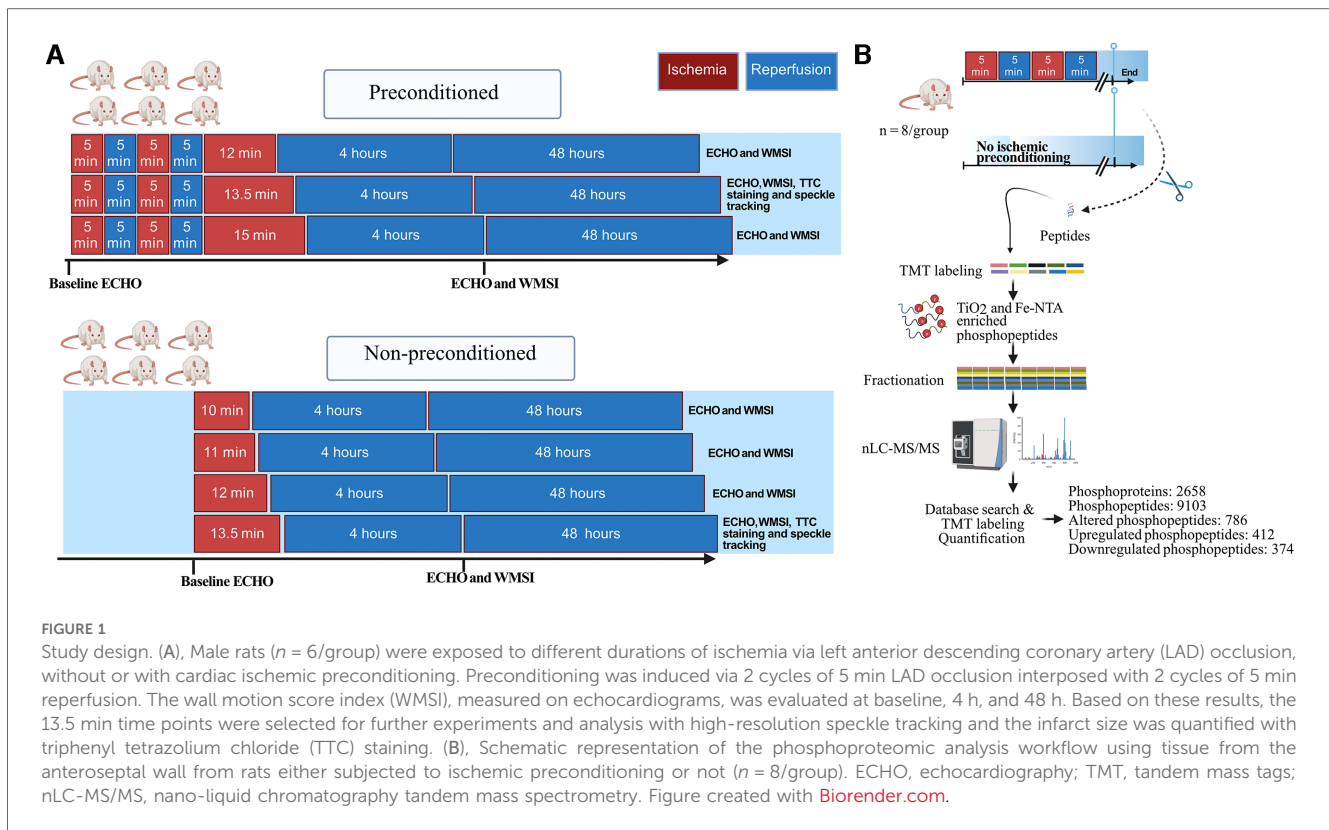 A
Preconditioned
Ischemia
Reperfusion
5 min
5 min
5 min
5 min
12 min
4 hours
48 hours
ECHO and WMSI
5 min
5 min
5 min
5 min
13.5 min
4 hours
48 hours
ECHO,WMSI, TTC
staining and speckle
tracking
5 min
5 min
5 min
5 min
15 min
4 hours
48 hours
ECHO and WMSI
Baseline ECHO
ECHO and WMSI
Non-preconditioned
10 min
4 hours
48 hours
ECHO and WMSI
11 min
4 hours
48 hours
ECHO and WMSI
12 min
4 hours
48 hours
ECHO and WMSI
13.5 min
4 hours
48 hours
ECHO,WMSI, TTC
staining and speckle
tracking
Baseline ECHO
ECHO and WMSI
B
5 min
5 min
5 min
5 min
End
n = 8/group
No ischemic
preconditioning
Peptides
TMT labeling
TiO2 and Fe-NTA
enriched
phosphopeptides
Fractionation
nLC-MS/MS
Database search &
TMT labeling
Quantification
Phosphoproteins: 2658
Phosphopeptides: 9103
Altered phosphopeptides: 786
Upregulated phosphopeptides: 412
Downregulated phosphopeptides: 374
FIGURE 1
Study design. (A), Male rats (n = 6/group) were exposed to different durations of ischemia via left anterior descending coronary artery (LAD) occlusion,
without or with cardiac ischemic preconditioning. Preconditioning was induced via 2 cycles of 5 min LAD occlusion interposed with 2 cycles of 5 min
reperfusion. The wall motion score index (WMSI), measured on echocardiograms, was evaluated at baseline, 4 h, and 48 h. Based on these results, the
13.5 min time points were selected for further experiments and analysis with high-resolution speckle tracking and the infarct size was quantified with
triphenyl tetrazolium chloride (TTC) staining. (B), Schematic representation of the phosphoproteomic analysis workflow using tissue from the
anteroseptal wall from rats either subjected to ischemic preconditioning or not (n = 8/group). ECHO, echocardiography; TMT, tandem mass tags;
nLC-MS/MS, nano-liquid chromatography tandem mass spectrometry. Figure created with Biorender.com.